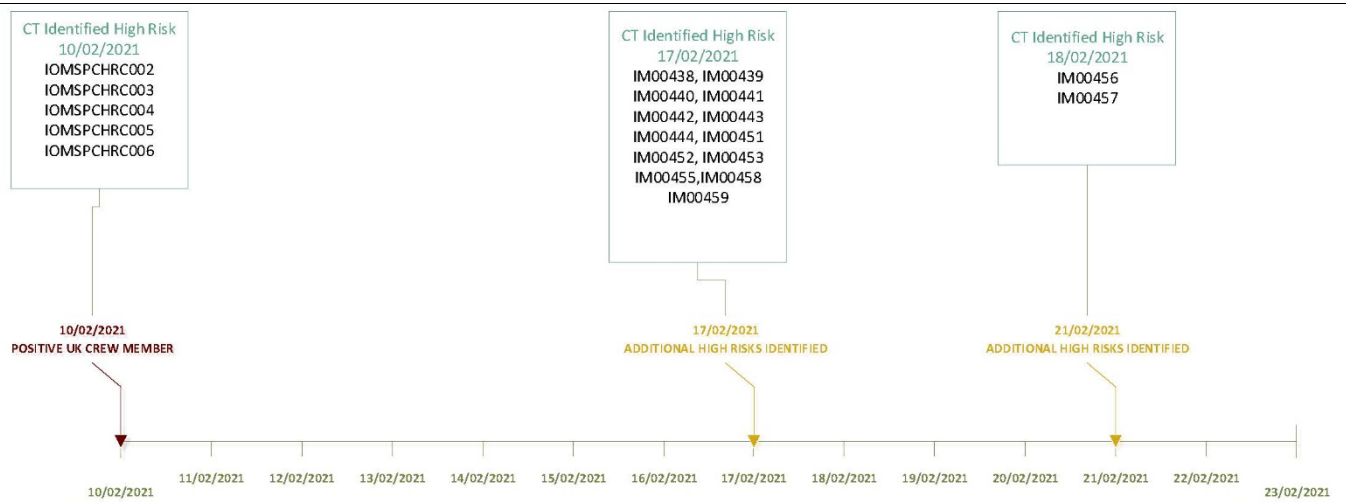 CT Identified High Risk
10/02/2021
IOMSPCHRC002
IOMSPCHRC003
IOMSPCHRC004
IOMSPCHRC005
IOMSPCHRC006
CT Identified High Risk
17/02/2021
IM00438, IM00439
IM00440, IM00441
IM00442, IM00443
IM00444, IM00451
IM00452, IM00453
IM00455,IM00458
IM00459
CT Identified High Risk
18/02/2021
IM00456
IM00457
10/02/2021
POSITIVE UK CREW MEMBER
17/02/2021
ADDITIONAL HIGH RISKS IDENTIFIED
21/02/2021
ADDITIONAL HIGH RISKS IDENTIFIED
10/02/2021
11/02/2021
12/02/2021
13/02/2021
14/02/2021
15/02/2021
16/02/2021
17/02/2021
18/02/2021
19/02/2021
20/02/2021
21/02/2021
22/02/2021
23/02/2021